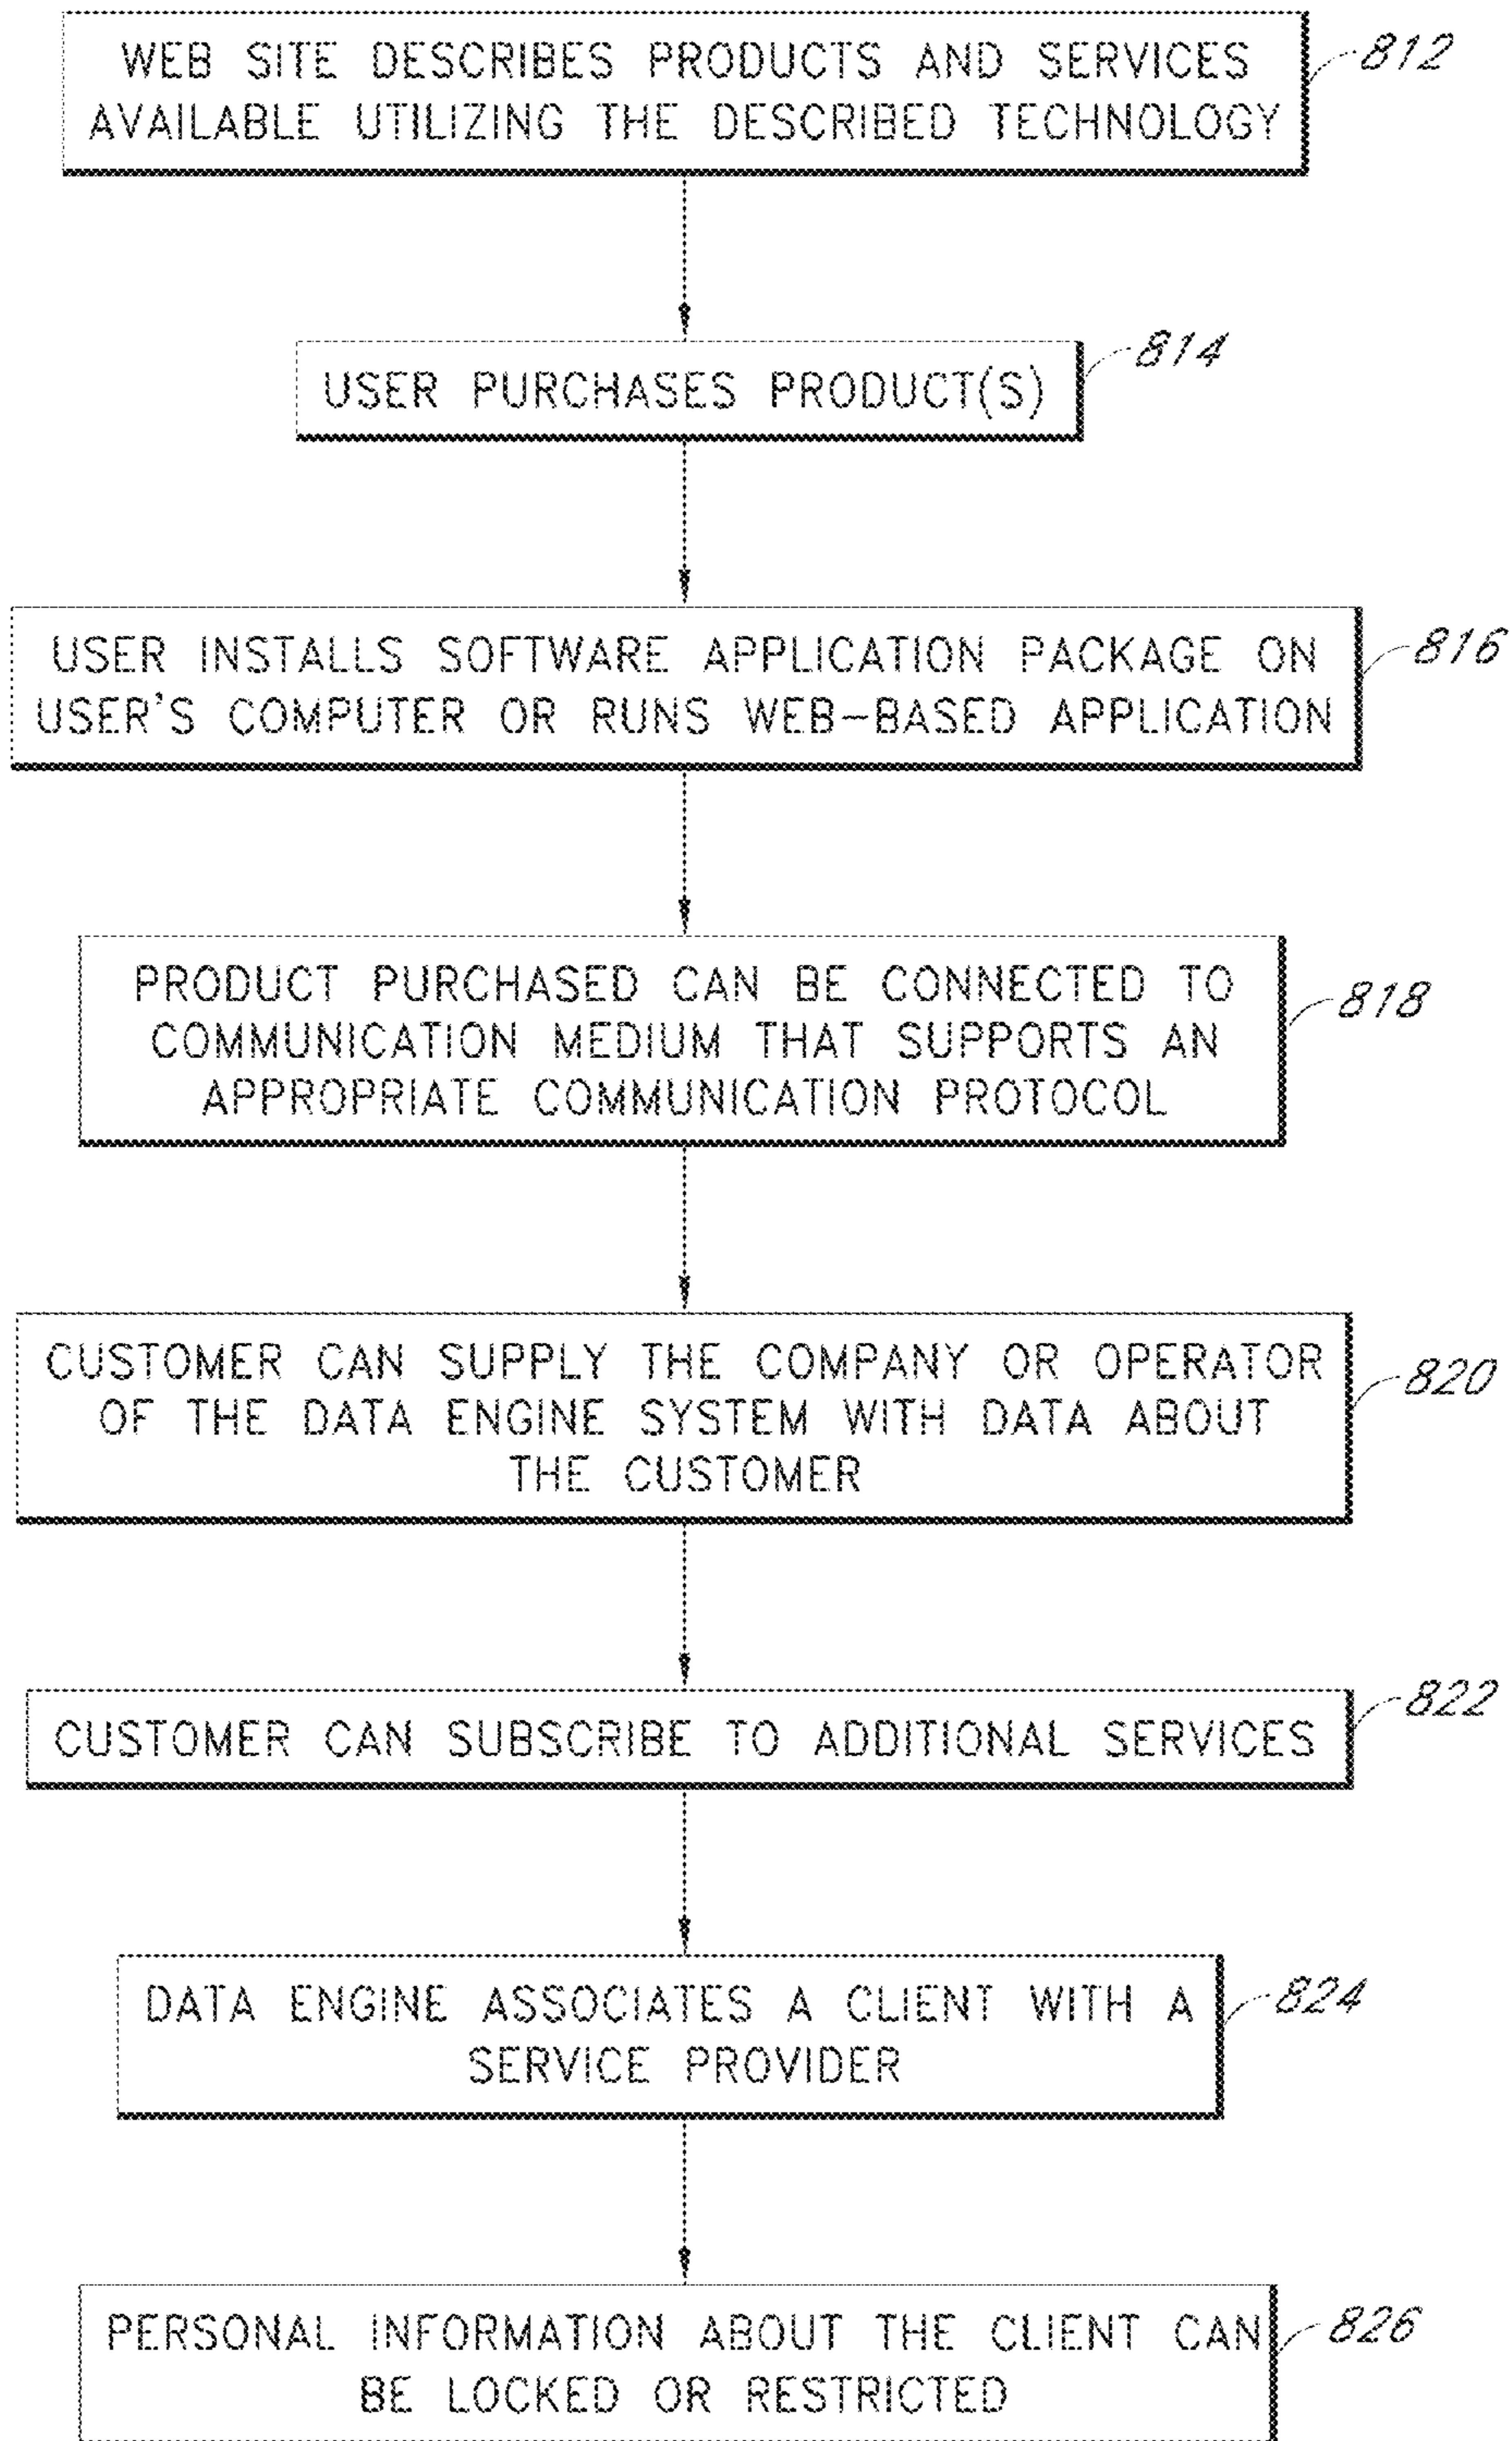 WEB SITE DESCRIBES PRODUCTS AND SERVICES
AVAILABLE UTILIZING THE DESCRIBED TECHNOLOGY
812
USER PURCHASES PRODUCT(S)
814
USER INSTALLS SOFTWARE APPLICATION PACKAGE ON
USER'S COMPUTER OR RUNS WEB-BASED APPLICATION
816
PRODUCT PURCHASED CAN BE CONNECTED TO
COMMUNICATION MEDIUM THAT SUPPORTS AN
APPROPRIATE COMMUNICATION PROTOCOL
818
CUSTOMER CAN SUPPLY THE COMPANY OR OPERATOR
OF THE DATA ENGINE SYSTEM WITH DATA ABOUT
THE CUSTOMER
820
CUSTOMER CAN SUBSCRIBE TO ADDITIONAL SERVICES
822
DATA ENGINE ASSOCIATES A CLIENT WITH A
SERVICE PROVIDER
824
PERSONAL INFORMATION ABOUT THE CLIENT CAN
BE LOCKED OR RESTRICTED
826